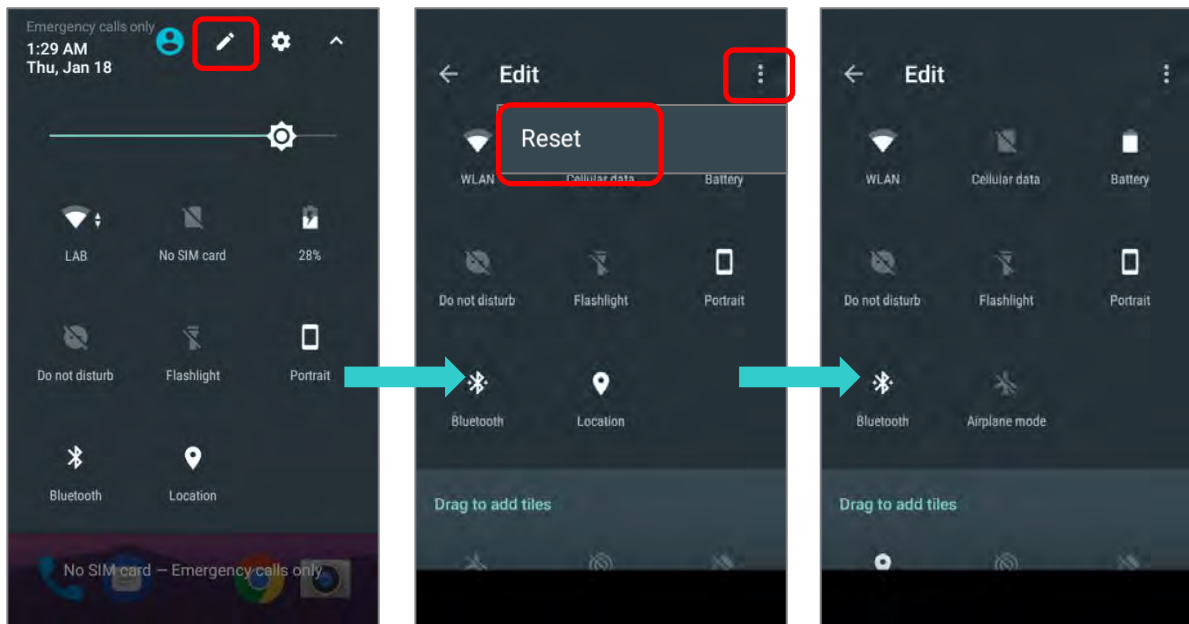 Emergency calls only
1:29 AM
Thu, Jan 18
LAB
No SIM card
28%
Do not disturb
Flashlight
Portrait
Bluetooth
Location
No SIM card — Emergency calls only
Edit
Reset
WLAN
Cellular data
Battery
Do not disturb
Flashlight
Portrait
Bluetooth
Location
Drag to add tiles
Edit
WLAN
Cellular data
Battery
Do not disturb
Flashlight
Portrait
Bluetooth
Airplane mode
Drag to add tiles